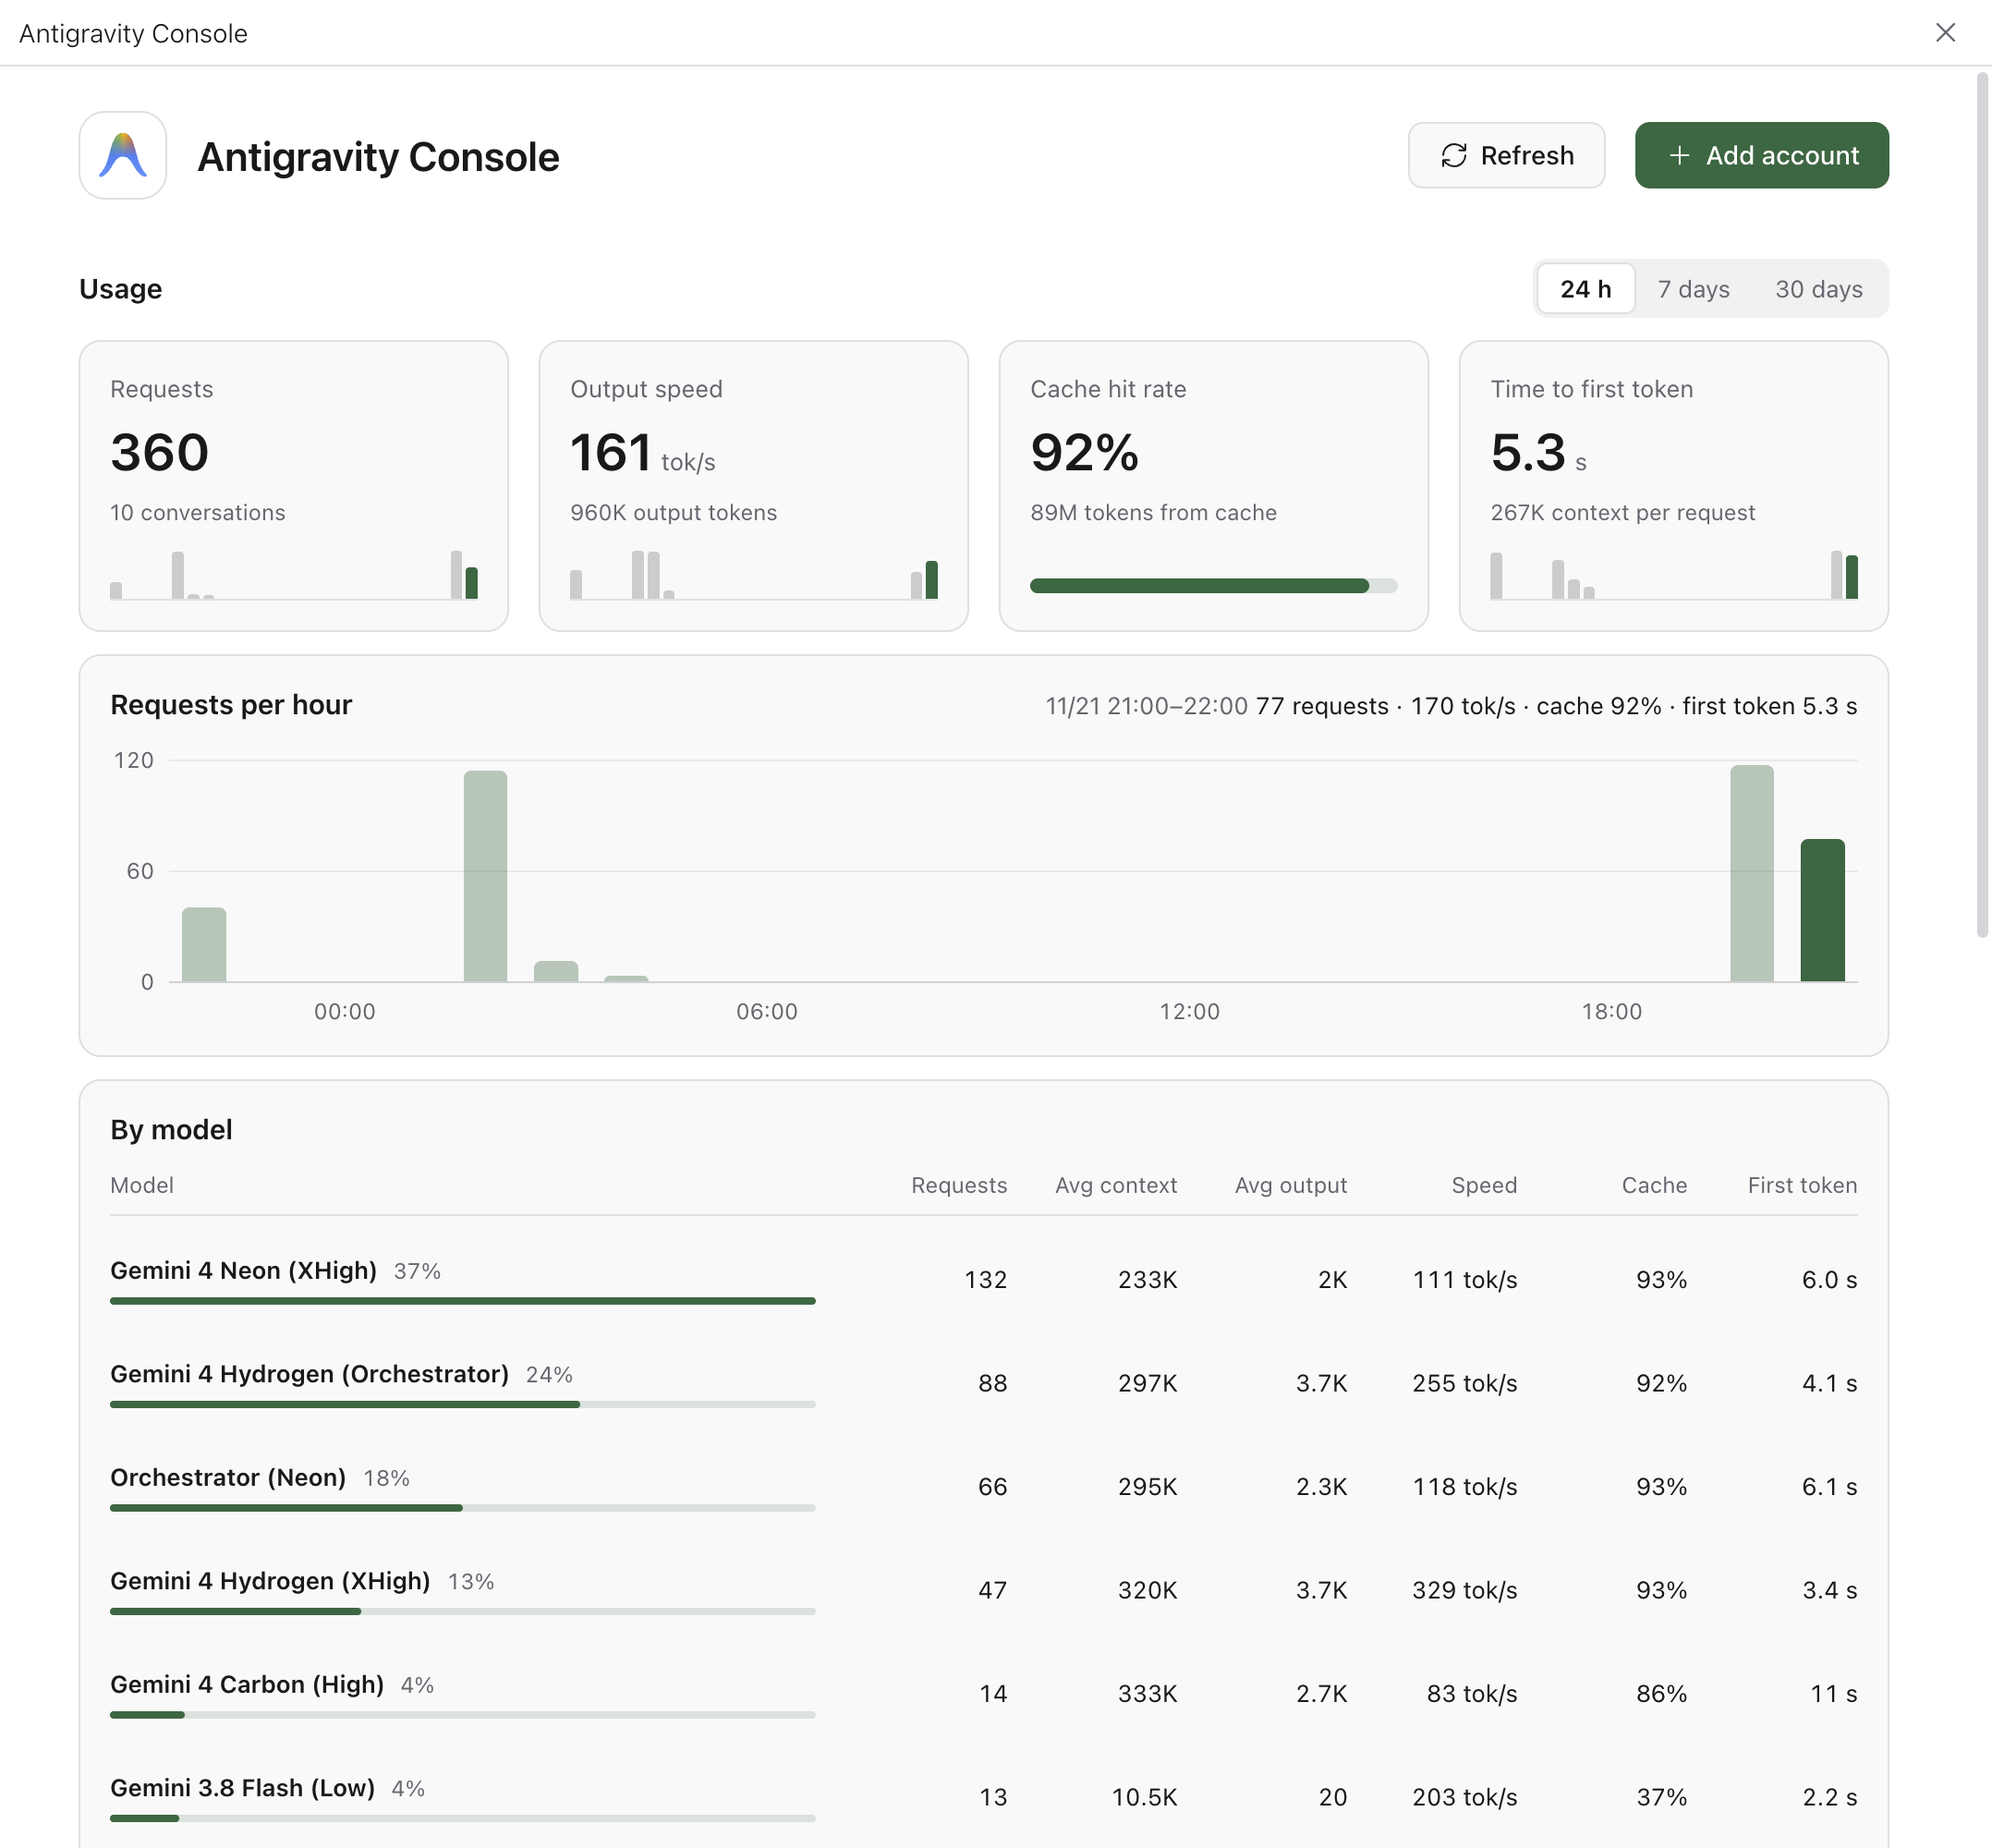 Antigravity Console
Antigravity Console
Refresh
Add account
Usage
24 h 7 days 30 days
Requests
360
10 conversations
Output speed
161 tok/s
960K output tokens
Cache hit rate
92%
89M tokens from cache
Time to first token
5.3 s
267K context per request
Requests per hour
11/21 21:00–22:00 77 requests · 170 tok/s · cache 92% · first token 5.3 s
120
60
0
00:00 06:00 12:00 18:00
By model
Model Requests Avg context Avg output Speed Cache First token
Gemini 4 Neon (XHigh) 37% 132 233K 2K 111 tok/s 93% 6.0 s
Gemini 4 Hydrogen (Orchestrator) 24% 88 297K 3.7K 255 tok/s 92% 4.1 s
Orchestrator (Neon) 18% 66 295K 2.3K 118 tok/s 93% 6.1 s
Gemini 4 Hydrogen (XHigh) 13% 47 320K 3.7K 329 tok/s 93% 3.4 s
Gemini 4 Carbon (High) 4% 14 333K 2.7K 83 tok/s 86% 11 s
Gemini 3.8 Flash (Low) 4% 13 10.5K 20 203 tok/s 37% 2.2 s